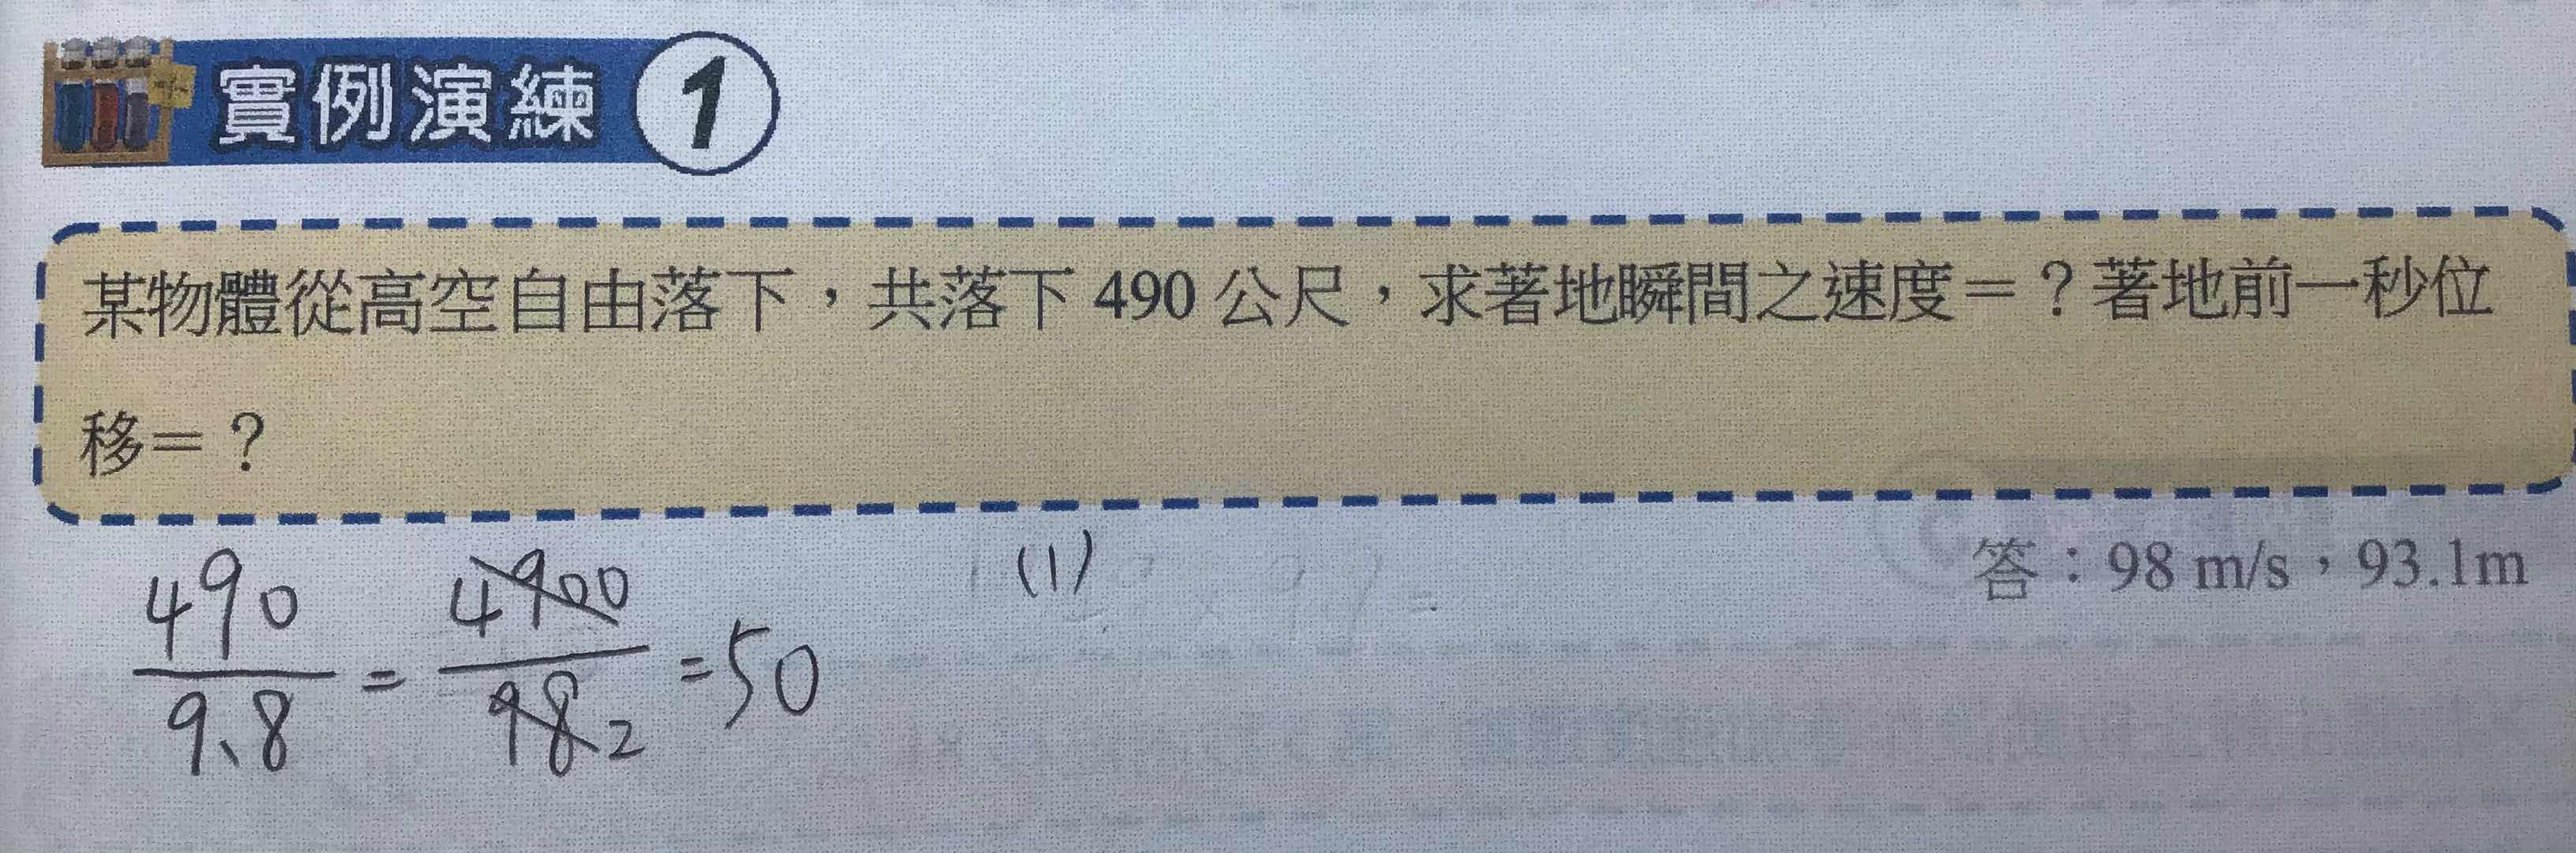 實例演練 1
某物體從高空自由落下，共落下 490 公尺，求著地瞬間之速度＝？著地前一秒位
移＝？
答：98 m/s，93.1m
(1)
490/9.8 = 4900/98 2 = 50